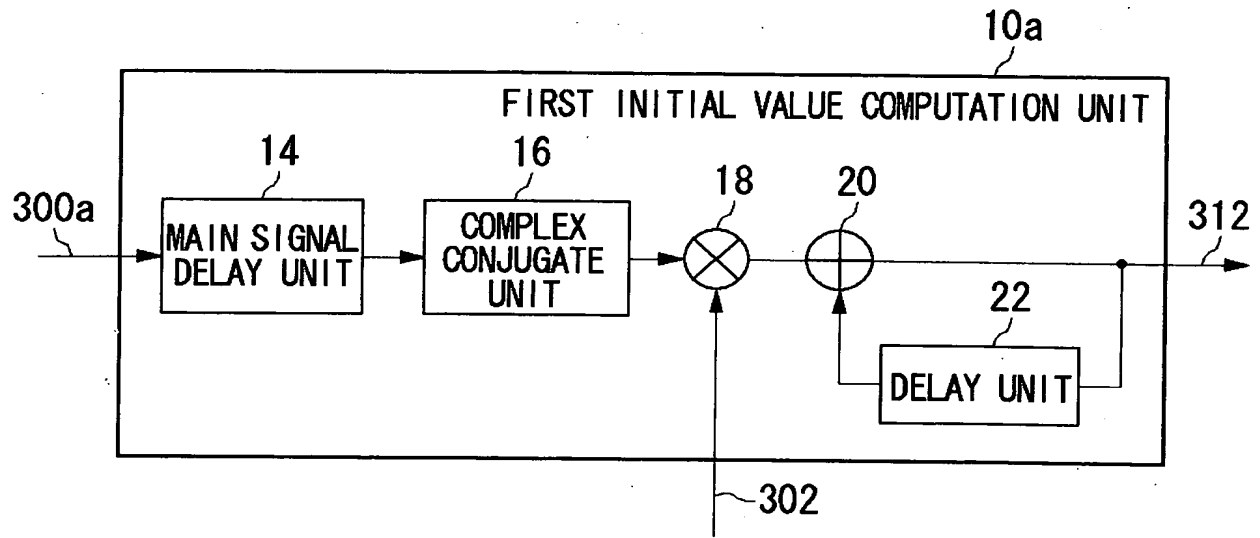 10a
FIRST INITIAL VALUE COMPUTATION UNIT
14
16
18
20
300a
MAIN SIGNAL
DELAY UNIT
COMPLEX
CONJUGATE
UNIT
312
22
DELAY UNIT
302